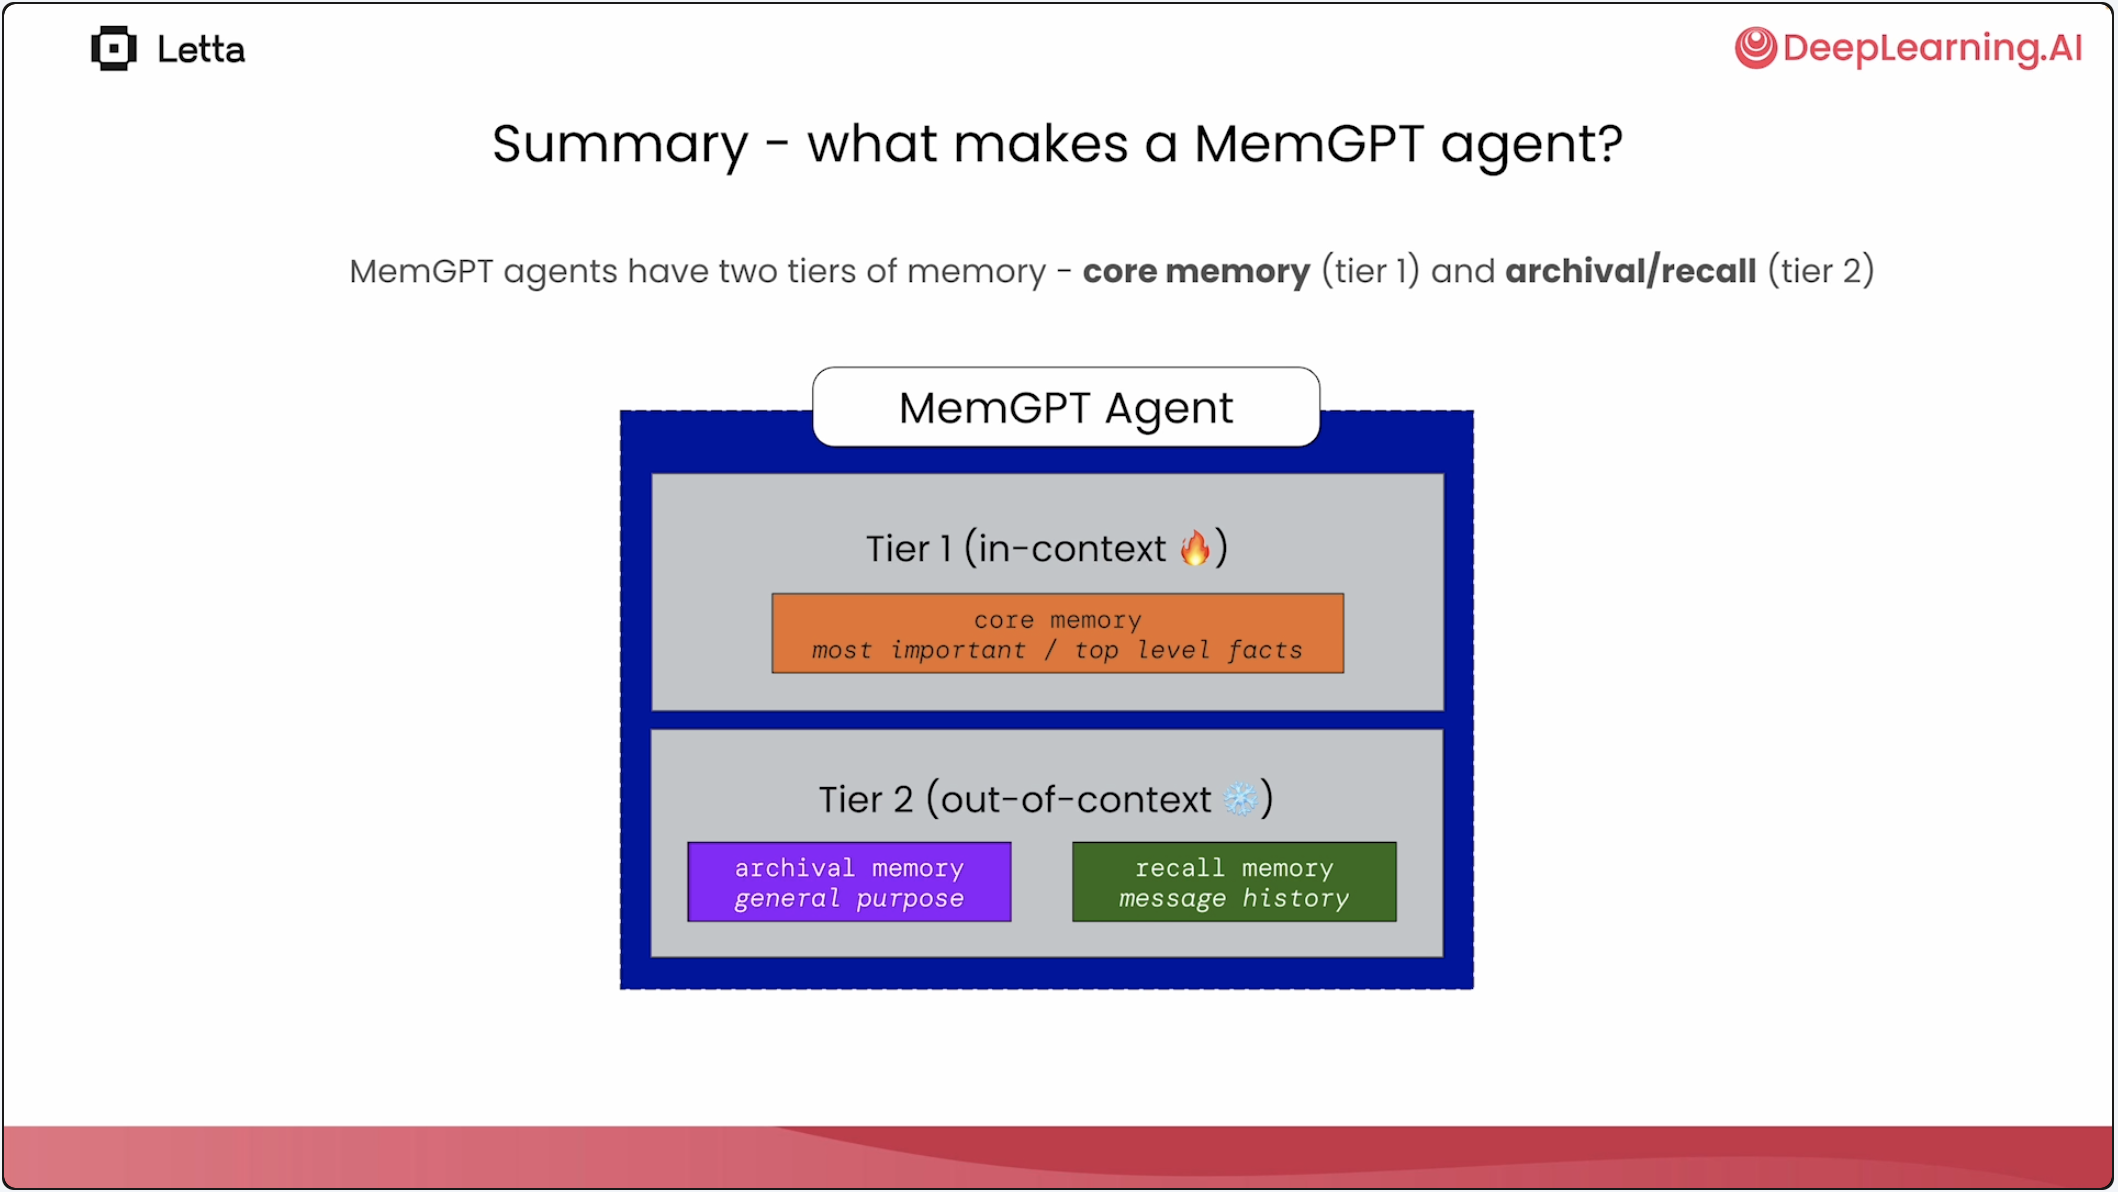 Letta
DeepLearning.AI
Summary - what makes a MemGPT agent?
MemGPT agents have two tiers of memory - core memory (tier 1) and archival/recall (tier 2)
MemGPT Agent
Tier 1 (in-context 🔥)
core memory
most important / top level facts
Tier 2 (out-of-context ❄️)
archival memory
general purpose
recall memory
message history